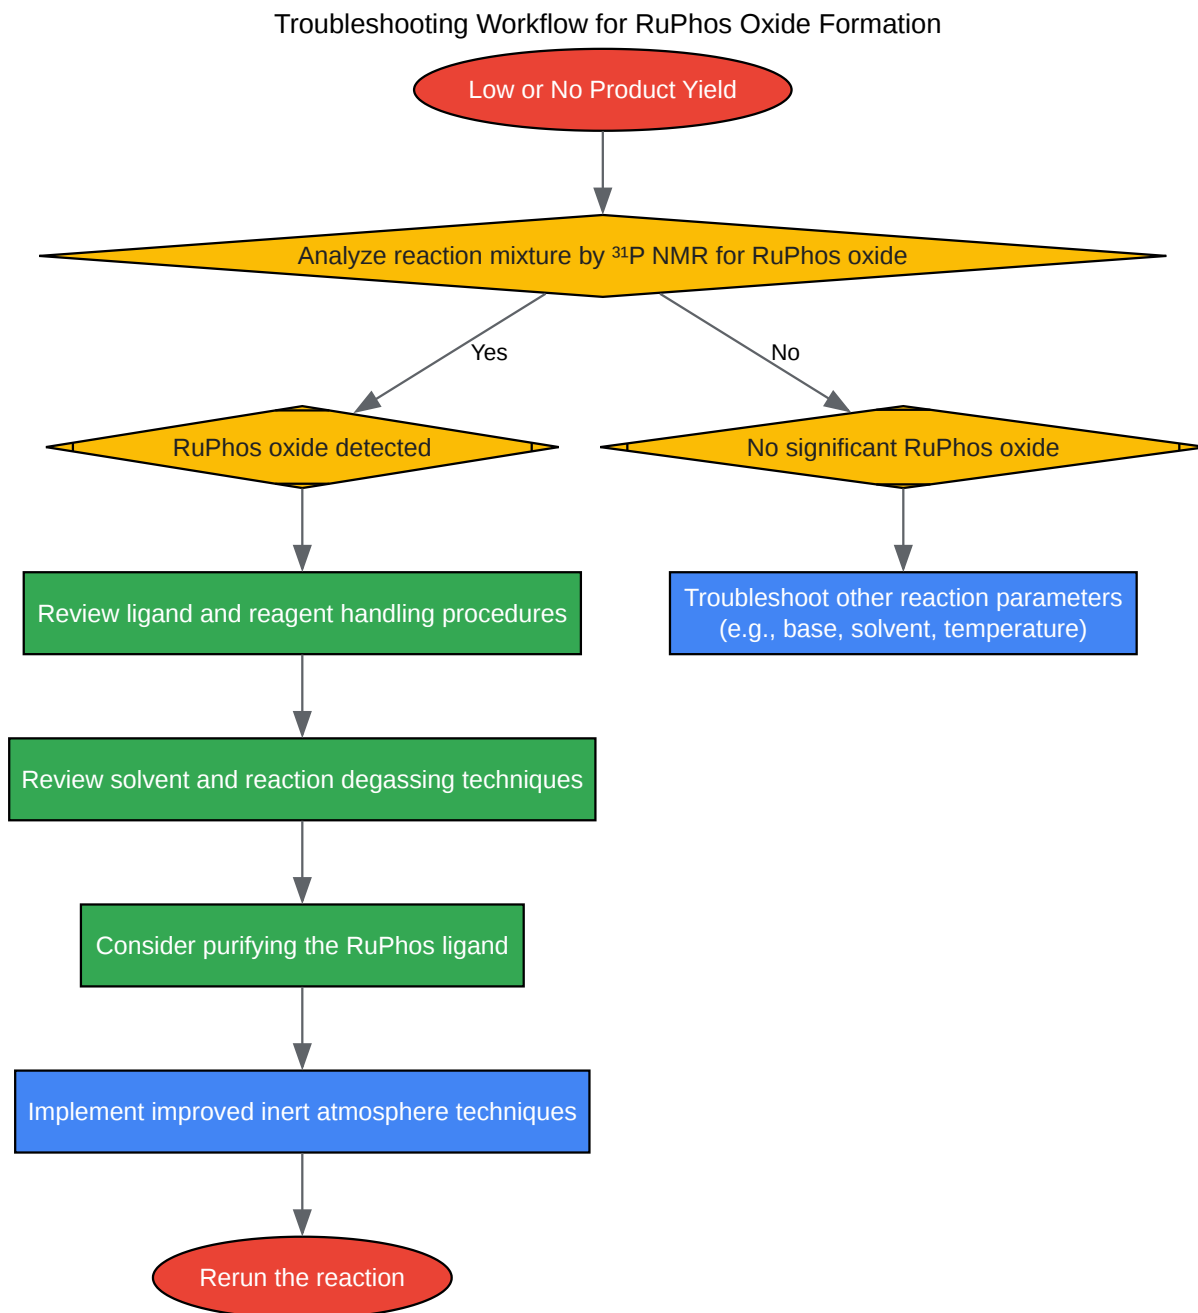 Troubleshooting Workflow for RuPhos Oxide Formation
Low or No Product Yield
Analyze reaction mixture by ³¹P NMR for RuPhos oxide
Yes
No
RuPhos oxide detected
No significant RuPhos oxide
Review ligand and reagent handling procedures
Troubleshoot other reaction parameters
(e.g., base, solvent, temperature)
Review solvent and reaction degassing techniques
Consider purifying the RuPhos ligand
Implement improved inert atmosphere techniques
Rerun the reaction